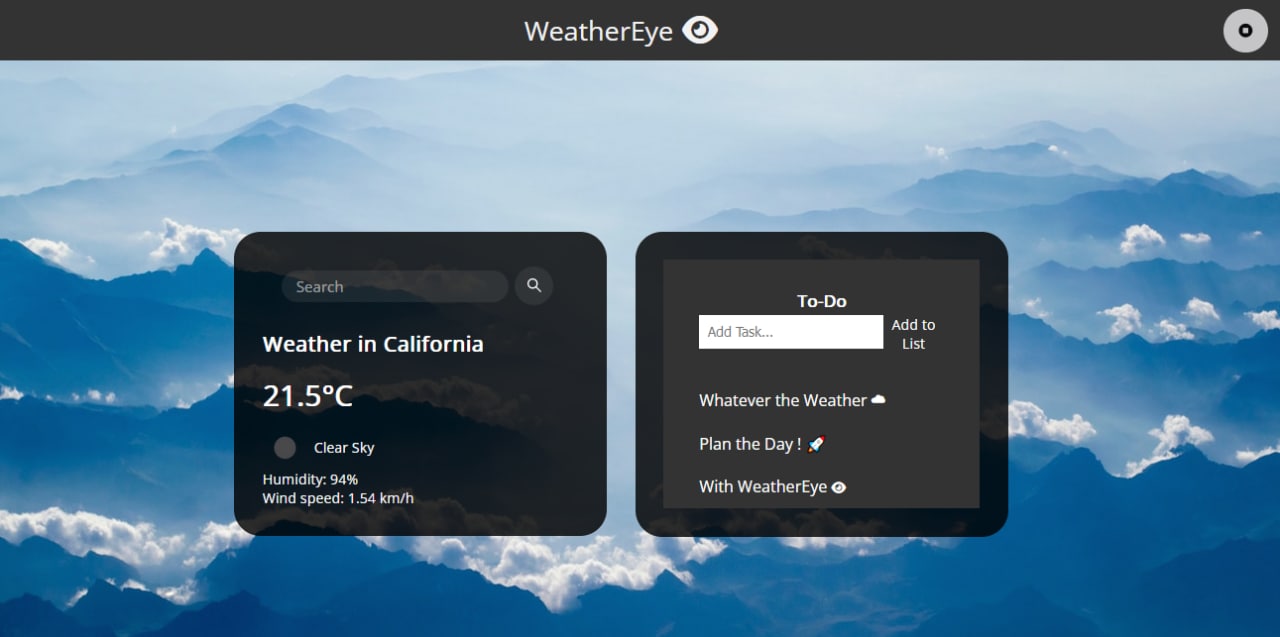 WeatherEye
Search
Weather in California
21.5°C
Clear Sky
Humidity: 94%
Wind speed: 1.54 km/h
To-Do
Add Task...
Add to
List
Whatever the Weather ☁
Plan the Day ! 🚀
With WeatherEye